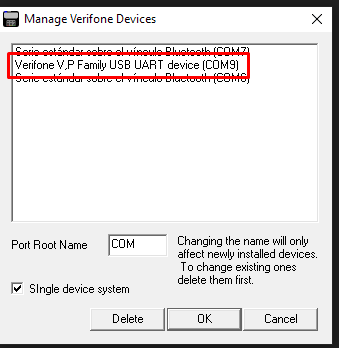 Manage Verifone Devices
Serie estándar sobre el vínculo Bluetooth (COM7)
Verifone V,P Family USB UART device (COM9)
Serie estándar sobre el vínculo Bluetooth (COM6)
Port Root Name
COM
Changing the name will only
affect newly installed devices.
To change existing ones
delete them first.
SIngle device system
Delete
OK
Cancel